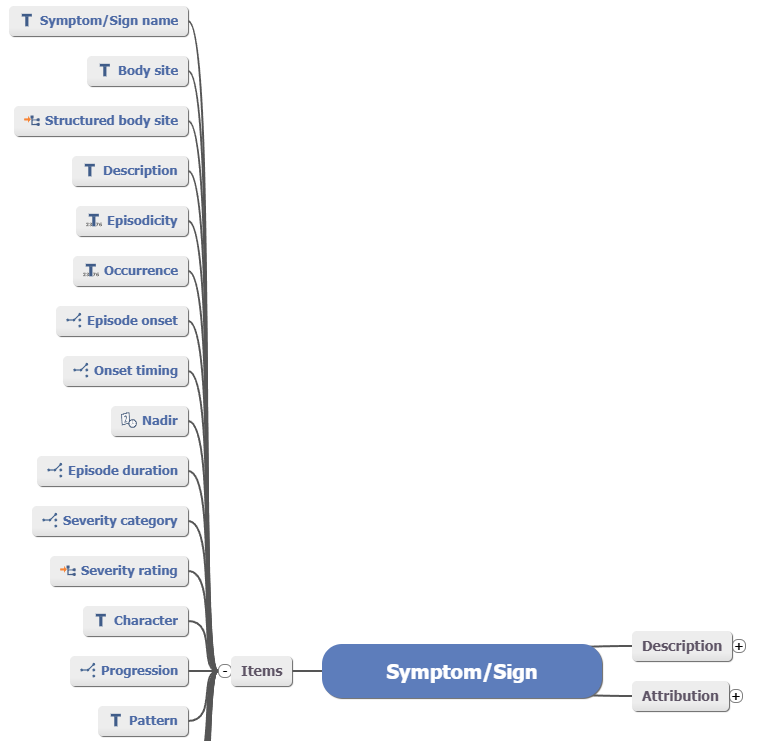 Symptom/Sign name
Body site
Structured body site
Description
Episodicity
Occurrence
Episode onset
Onset timing
Nadir
Episode duration
Severity category
Severity rating
Character
Progression
Pattern
Items
Symptom/Sign
Description
Attribution